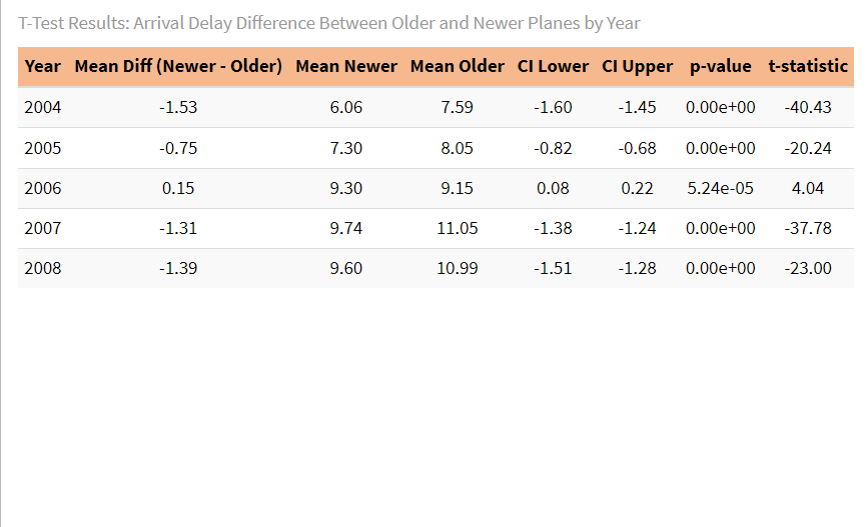 T-Test Results: Arrival Delay Difference Between Older and Newer Planes by Year
Year Mean Diff (Newer - Older) Mean Newer Mean Older CI Lower CI Upper p-value t-statistic
2004 -1.53 6.06 7.59 -1.60 -1.45 0.00e+00 -40.43
2005 -0.75 7.30 8.05 -0.82 -0.68 0.00e+00 -20.24
2006 0.15 9.30 9.15 0.08 0.22 5.24e-05 4.04
2007 -1.31 9.74 11.05 -1.38 -1.24 0.00e+00 -37.78
2008 -1.39 9.60 10.99 -1.51 -1.28 0.00e+00 -23.00